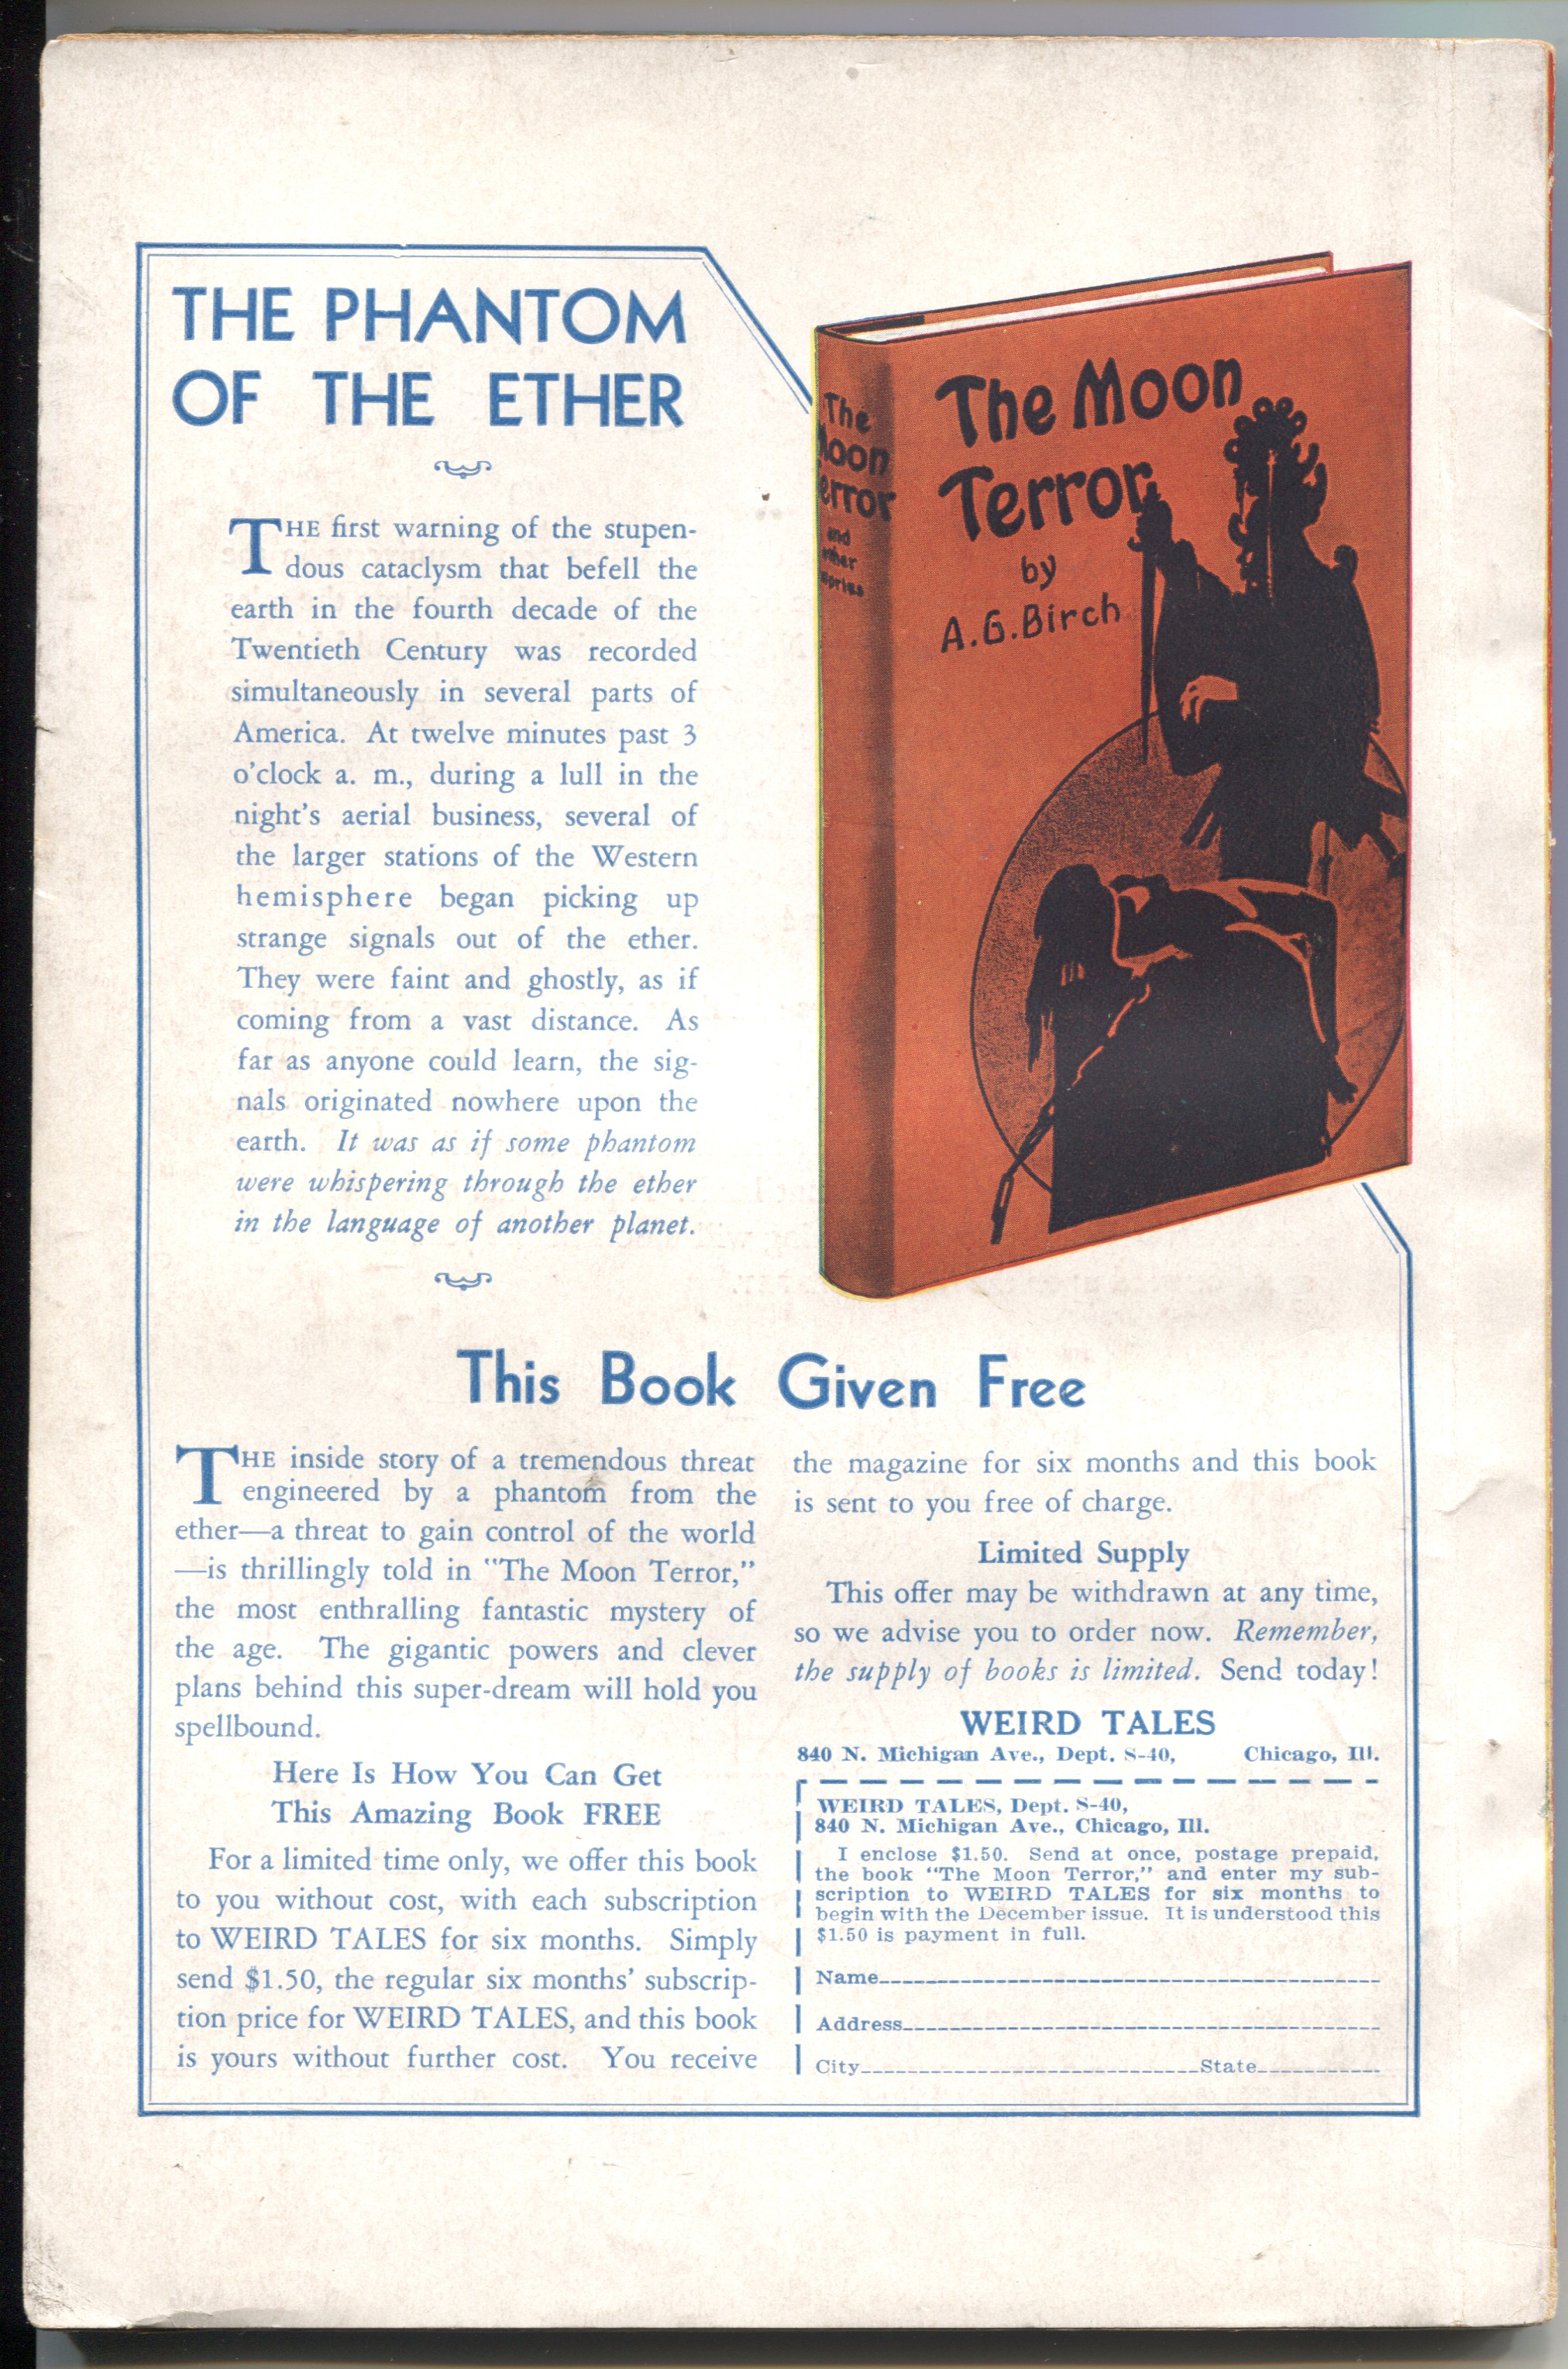 THE PHANTOM
OF THE ETHER
THE first warning of the stupen-
dous cataclysm that befell the
earth in the fourth decade of the
Twentieth Century was recorded
simultaneously in several parts of
America. At twelve minutes past 3
o'clock a. m., during a lull in the
night's aerial business, several of
the larger stations of the Western
hemisphere began picking up
strange signals out of the ether.
They were faint and ghostly, as if
coming from a vast distance. As
far as anyone could learn, the sig-
nals originated nowhere upon the
earth. It was as if some phantom
were whispering through the ether
in the language of another planet.
The
Moon
Terror
and
other
stories
The Moon
Terror
by
A.G.Birch
This Book Given Free
THE inside story of a tremendous threat
engineered by a phantom from the
ether—a threat to gain control of the world
—is thrillingly told in "The Moon Terror,"
the most enthralling fantastic mystery of
the age. The gigantic powers and clever
plans behind this super-dream will hold you
spellbound.
Here Is How You Can Get
This Amazing Book FREE
For a limited time only, we offer this book
to you without cost, with each subscription
to WEIRD TALES for six months. Simply
send $1.50, the regular six months' subscrip-
tion price for WEIRD TALES, and this book
is yours without further cost. You receive
the magazine for six months and this book
is sent to you free of charge.
Limited Supply
This offer may be withdrawn at any time,
so we advise you to order now. Remember,
the supply of books is limited. Send today!
WEIRD TALES
840 N. Michigan Ave., Dept. S-40, Chicago, Ill.
WEIRD TALES, Dept. S-40,
840 N. Michigan Ave., Chicago, Ill.
I enclose $1.50. Send at once, postage prepaid,
the book "The Moon Terror," and enter my sub-
scription to WEIRD TALES for six months to
begin with the December issue. It is understood this
$1.50 is payment in full.
Name
Address
City State